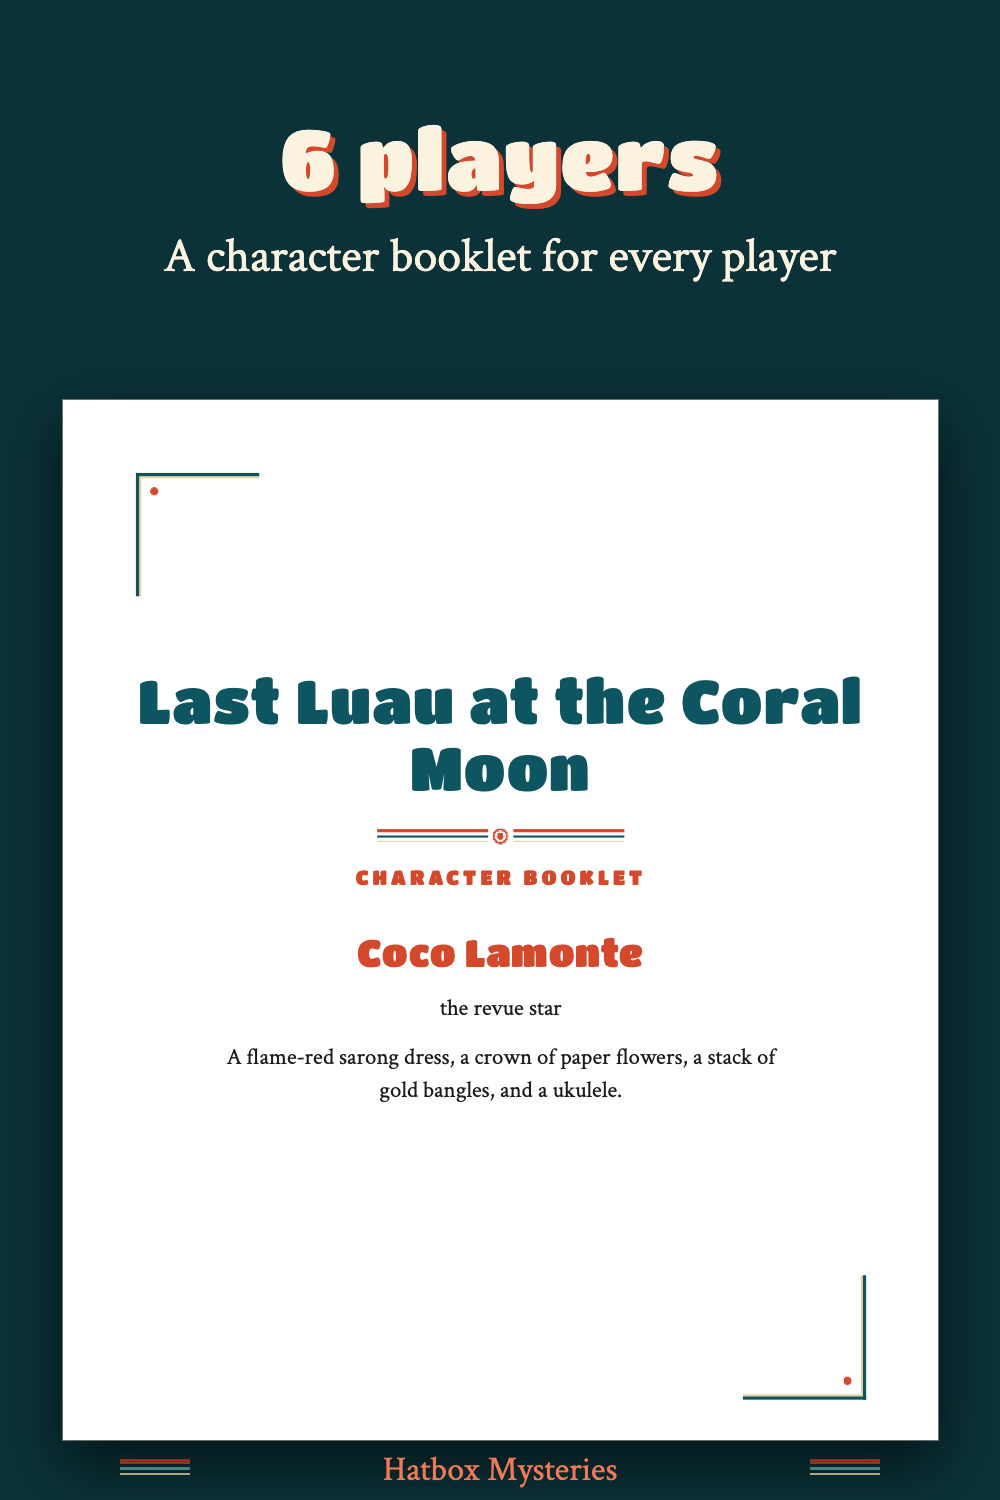 6 players
A character booklet for every player
Last Luau at the Coral
Moon
CHARACTER BOOKLET
Coco Lamonte
the revue star
A flame-red sarong dress, a crown of paper flowers, a stack of
gold bangles, and a ukulele.
Hatbox Mysteries